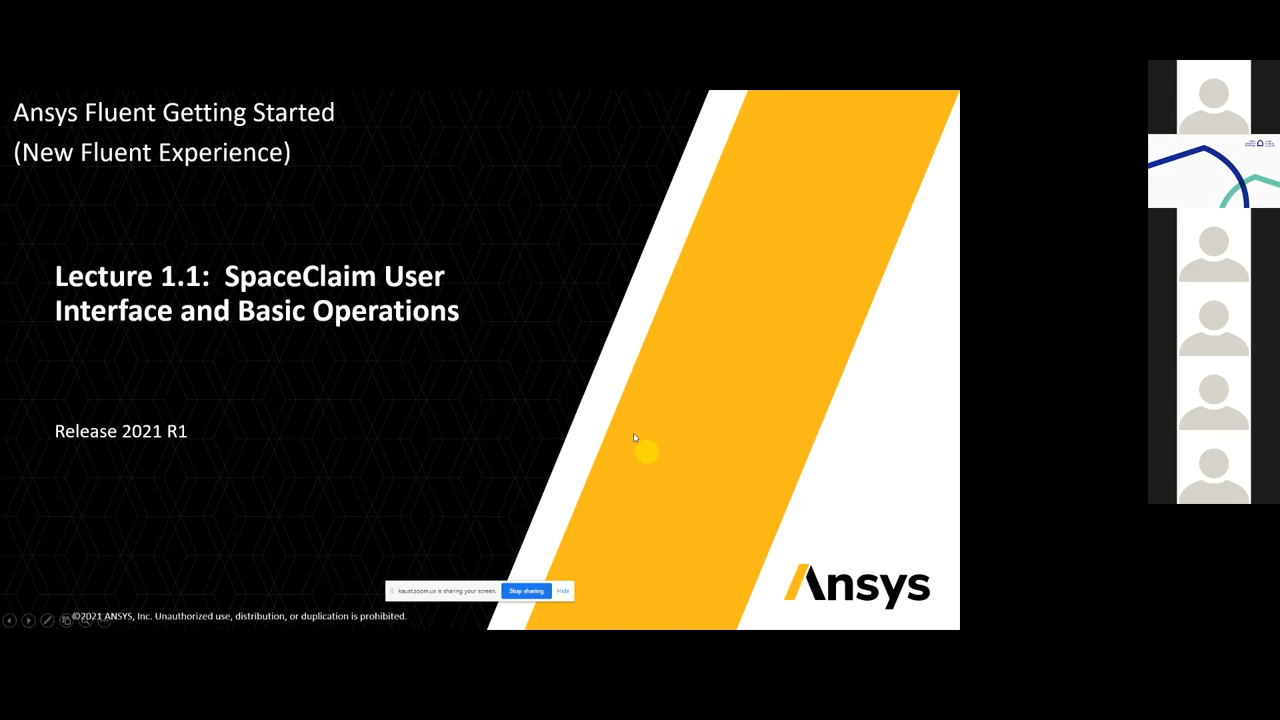 Ansys Fluent Getting Started
(New Fluent Experience)
Lecture 1.1:  SpaceClaim User
Interface and Basic Operations
Release 2021 R1
Ansys
kaust.zoom.us is sharing your screen.
Stop sharing
Hide
©2021 ANSYS, Inc. Unauthorized use, distribution, or duplication is prohibited.